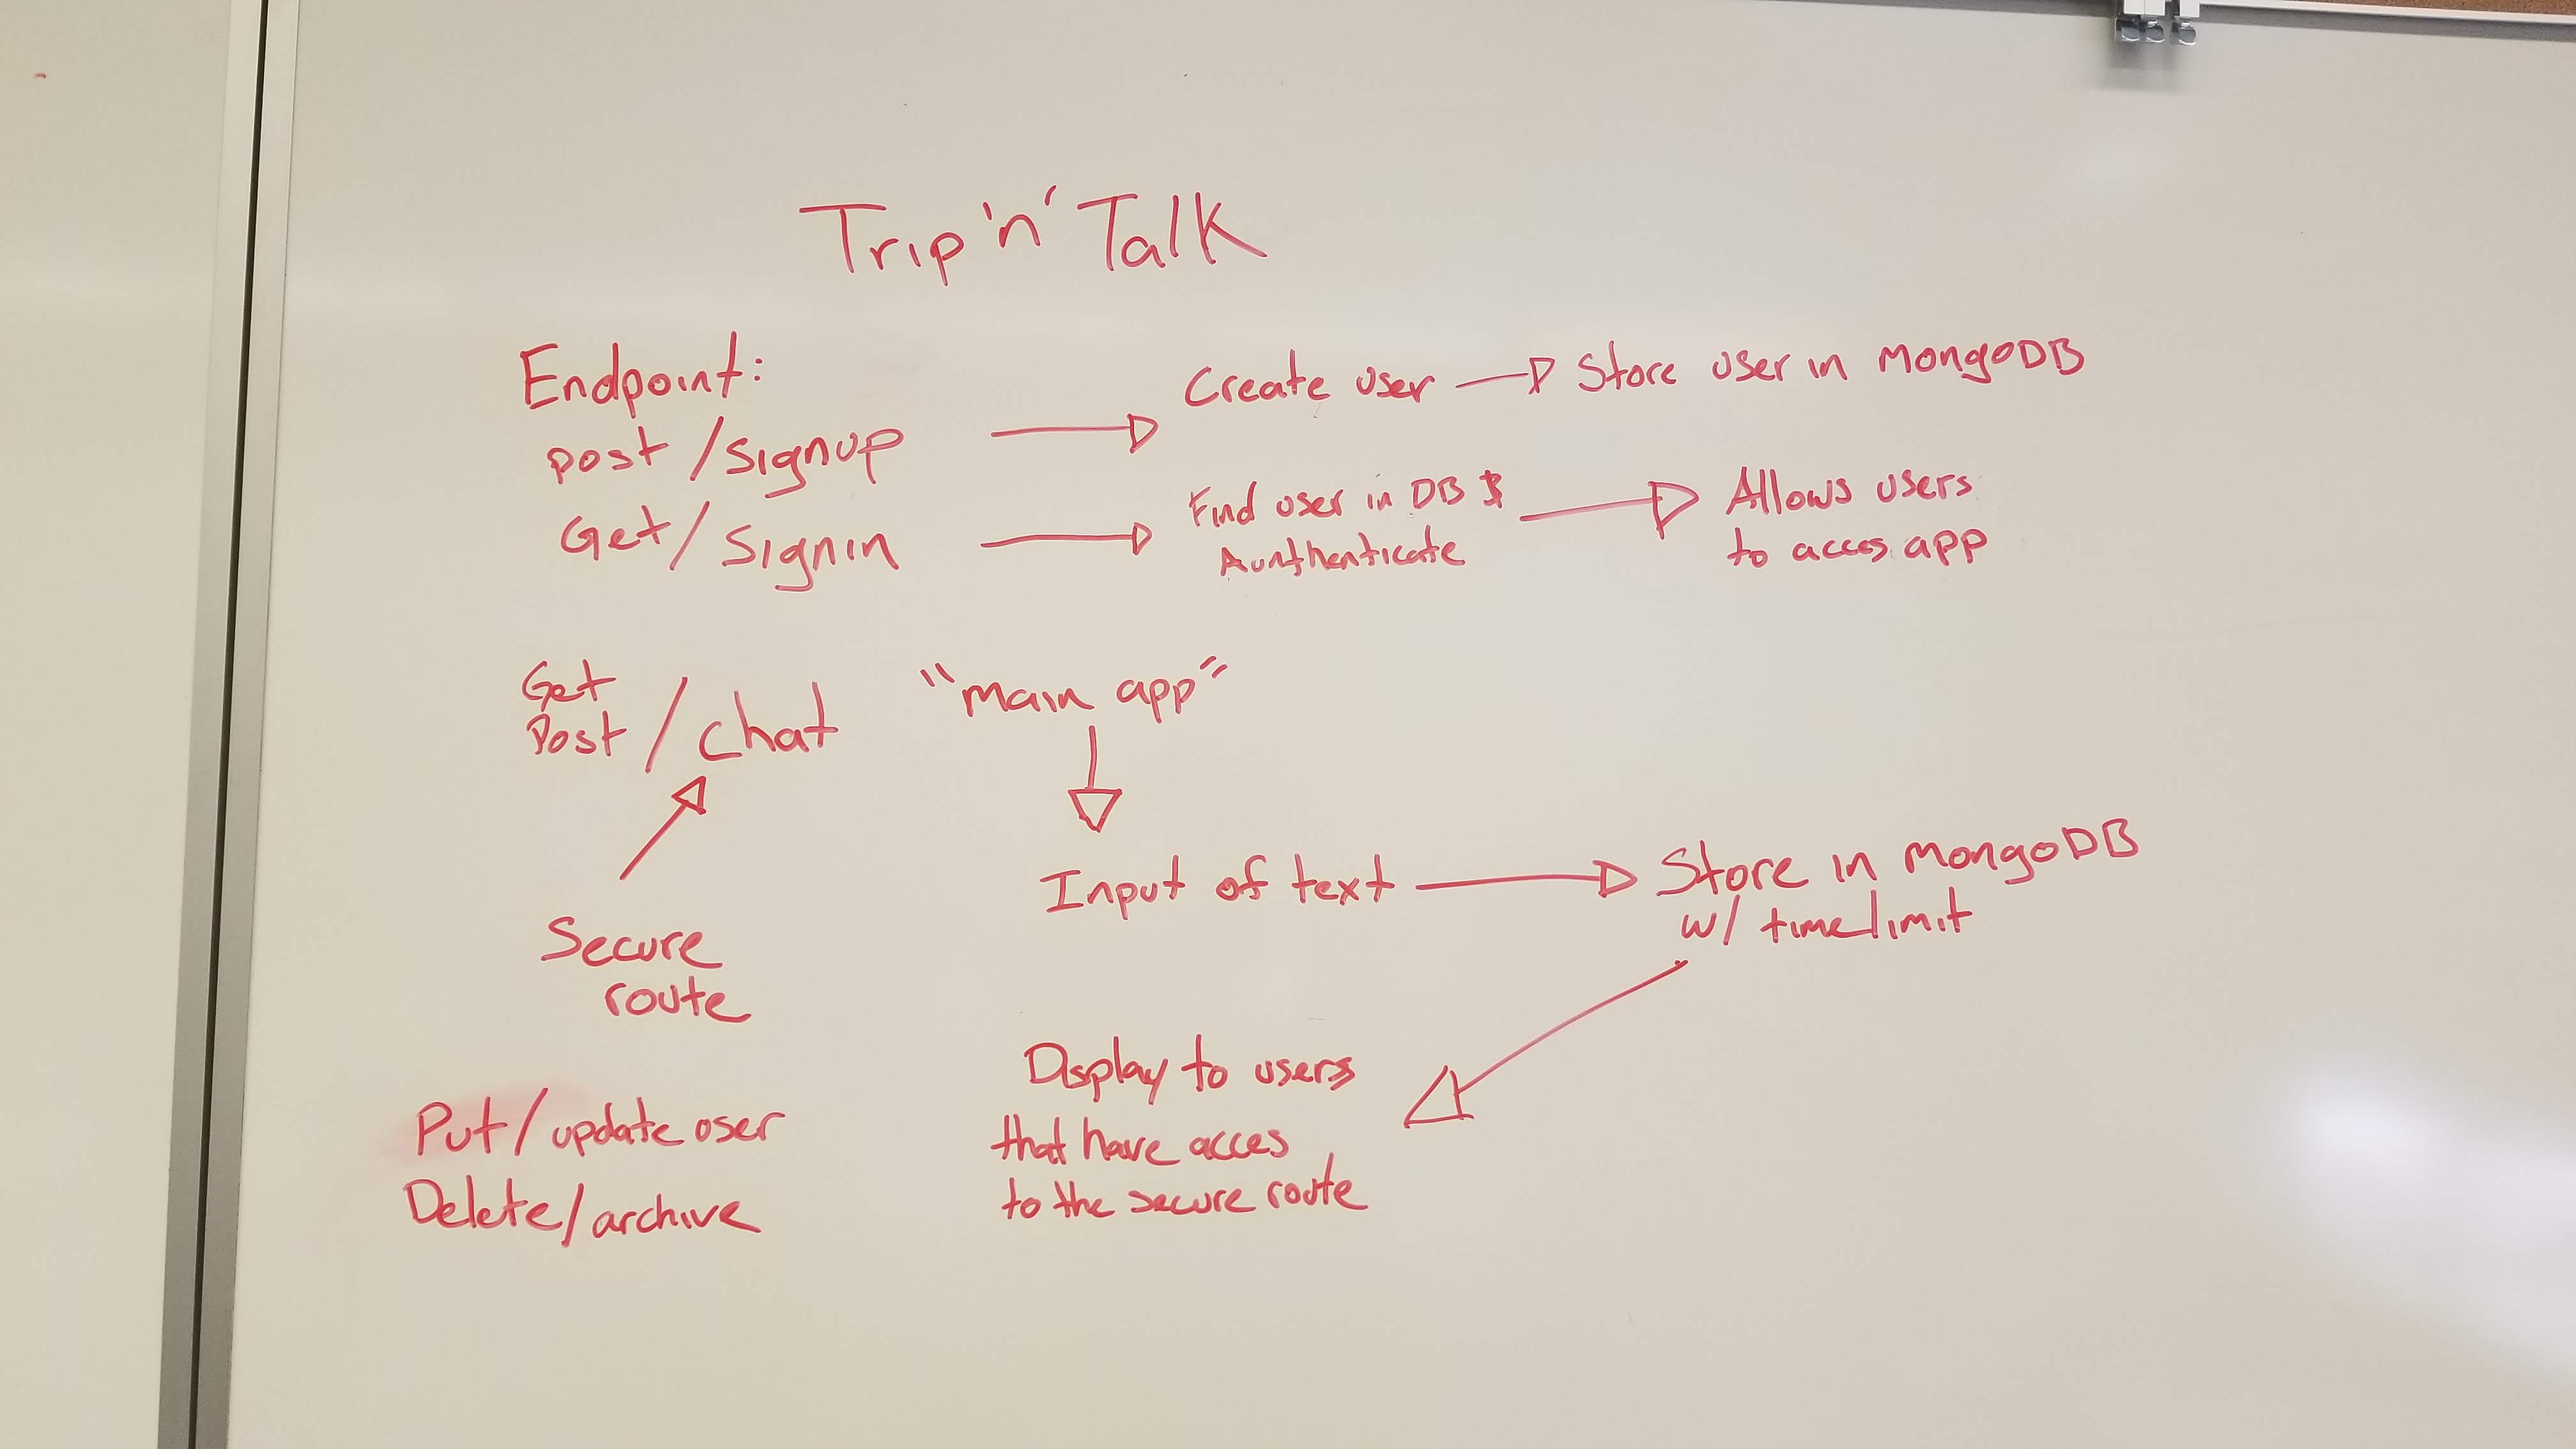 Trip 'n' Talk
Endpoint:
post /signup
Create user
Store user in MongoDB
Get/ signin
Find user in DB &
Aunthenticate
Allows users
to acces app
Get
Post / chat
"main app"
Secure
route
Input of text
Store in MongoDB
w/ timelimit
Display to users
that have acces
to the secure route
Put/ update user
Delete/ archive